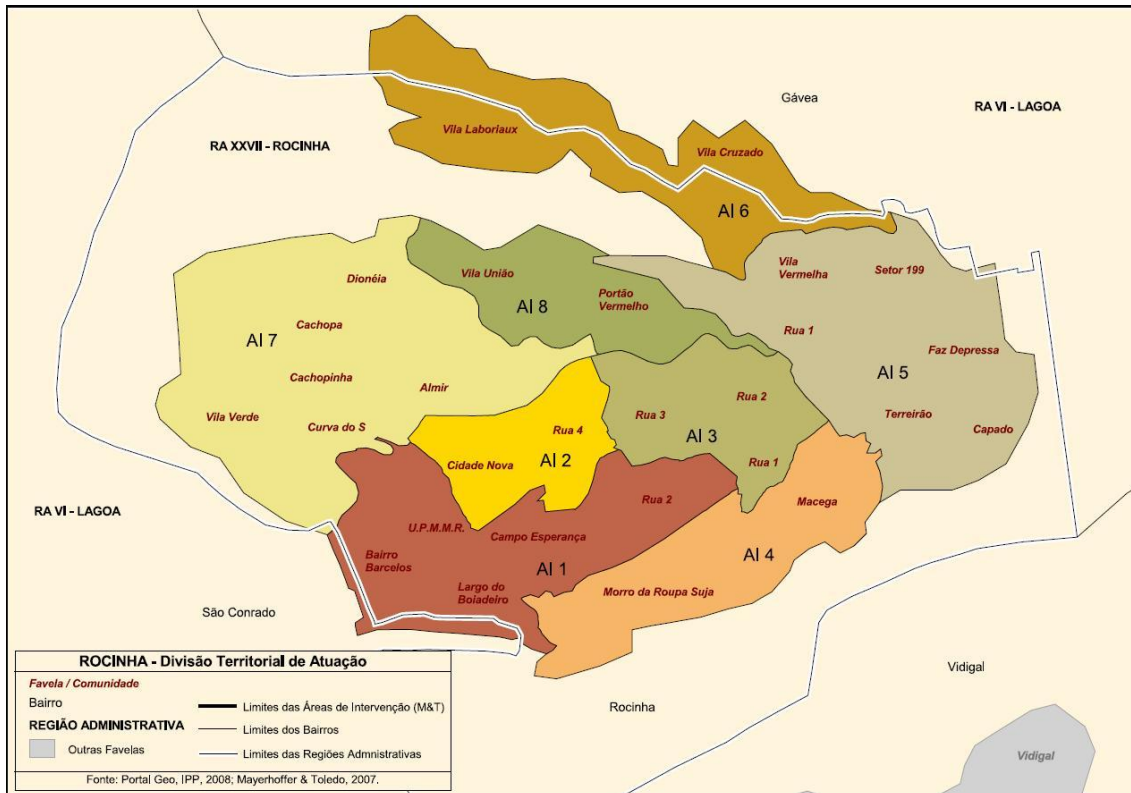 Gávea
RA VI - LAGOA
Vila Laboriaux
RA XXVII - ROCINHA
Vila Cruzado
AI 6
Vila
Vermelha
Setor 199
Dionéia
Vila União
AI 8
Portão
Vermelho
Cachopa
AI 7
Rua 1
Faz Depressa
Cachopinha
Almir
AI 5
Rua 2
Vila Verde
Rua 3
Terreirão
Curva do S
Rua 4
AI 3
Capado
Cidade Nova
AI 2
Rua 1
RA VI - LAGOA
Rua 2
Macega
U.P.M.M.R.
Campo Esperança
Bairro
Barcelos
AI 1
AI 4
Largo do
Boiadeiro
Morro da Roupa Suja
São Conrado
Vidigal
Rocinha
Vidigal
ROCINHA - Divisão Territorial de Atuação
Favela / Comunidade
Bairro
REGIÃO ADMINISTRATIVA
Outras Favelas
Limites das Áreas de Intervenção (M&T)
Limites dos Bairros
Limites das Regiões Admnistrativas
Fonte: Portal Geo, IPP, 2008; Mayerhoffer & Toledo, 2007.